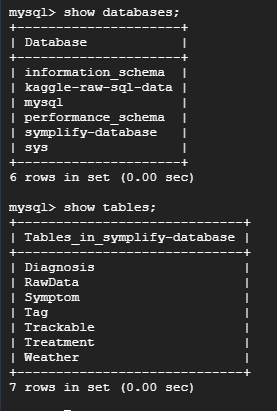 mysql> show databases;
+--------------------+
| Database           |
+--------------------+
| information_schema |
| kaggle-raw-sql-data |
| mysql              |
| performance_schema |
| symplify-database  |
| sys                |
+--------------------+
6 rows in set (0.00 sec)
mysql> show tables;
+-----------------------------+
| Tables_in_symplify-database |
+-----------------------------+
| Diagnosis                   |
| RawData                     |
| Symptom                     |
| Tag                         |
| Trackable                   |
| Treatment                   |
| Weather                     |
+-----------------------------+
7 rows in set (0.00 sec)